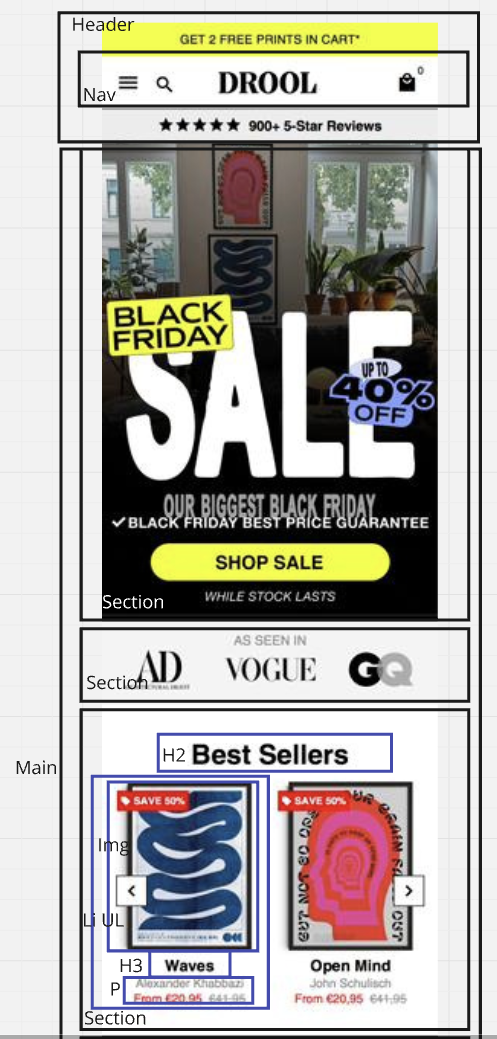 Header
GET 2 FREE PRINTS IN CART*
Nav
DROOL
0
★★★★★ 900+ 5-Star Reviews
BLACK
FRIDAY
SALE
UP TO
40%
OFF
OUR BIGGEST BLACK FRIDAY
✓BLACK FRIDAY BEST PRICE GUARANTEE
SHOP SALE
Section
WHILE STOCK LASTS
AS SEEN IN
Section
AD
VOGUE
GQ
Main
H2 Best Sellers
SAVE 50%
SAVE 50%
Img
Li UL
H3 Waves
Open Mind
P
Alexander Khabbazi
John Schulisch
From €20,95 €41,95
From €20,95 €41,95
Section